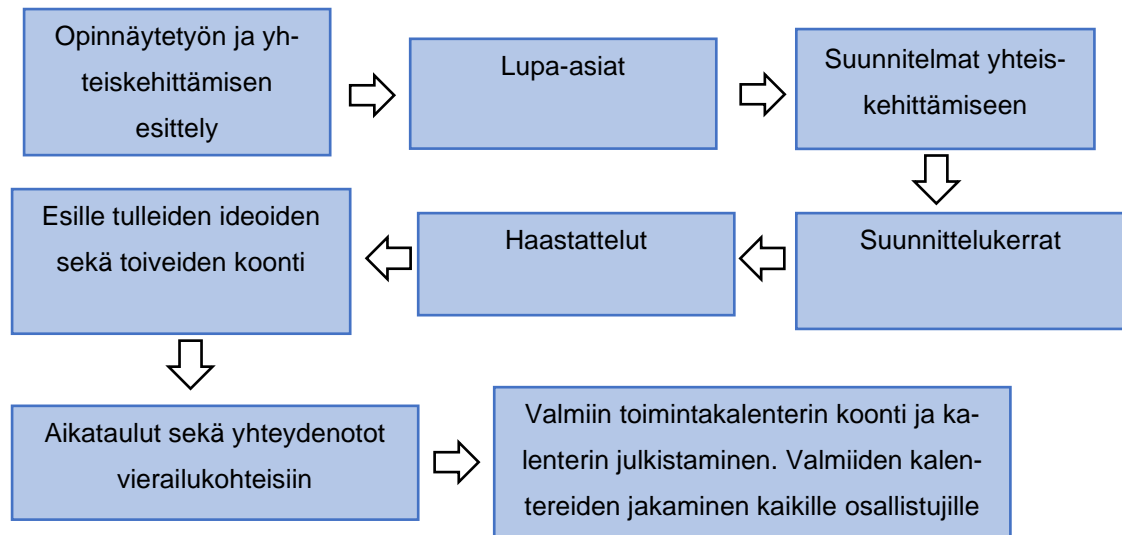 Opinnäytetyön ja yh-
teiskehittämisen
esittely
Lupa-asiat
Suunnitelmat yhteis-
kehittämiseen
Suunnittelukerrat
Haastattelut
Esille tulleiden ideoiden
sekä toiveiden koonti
Aikataulut sekä yhteydenotot
vierailukohteisiin
Valmiin toimintakalenterin koonti ja ka-
lenterin julkistaminen. Valmiiden kalen-
tereiden jakaminen kaikille osallistujille